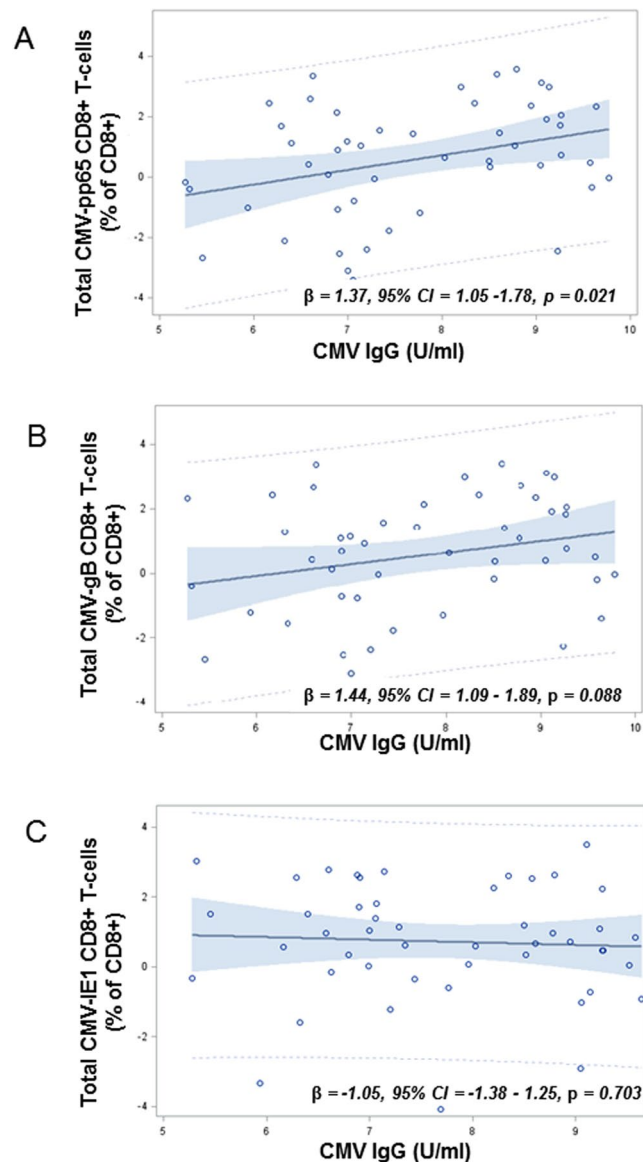 A
Total CMV-pp65 CD8+ T-cells
(% of CD8+)
4
2
0
-2
-4
β = 1.37, 95% CI = 1.05 -1.78, p = 0.021
5 6 7 8 9 10
CMV IgG (U/ml)
B
Total CMV-gB CD8+ T-cells
(% of CD8+)
4
2
0
-2
-4
β = 1.44, 95% CI = 1.09 - 1.89, p = 0.088
5 6 7 8 9 10
CMV IgG (U/ml)
C
Total CMV-IE1 CD8+ T-cells
(% of CD8+)
4
2
0
-2
-4
β = -1.05, 95% CI = -1.38 - 1.25, p = 0.703
5 6 7 8 9
CMV IgG (U/ml)